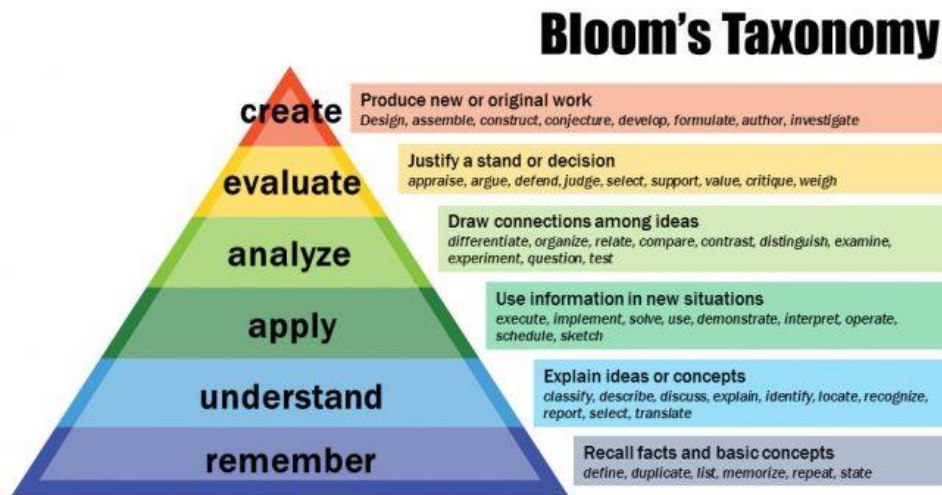 Bloom's Taxonomy
create
Produce new or original work
Design, assemble, construct, conjecture, develop, formulate, author, investigate
evaluate
Justify a stand or decision
appraise, argue, defend, judge, select, support, value, critique, weigh
analyze
Draw connections among ideas
differentiate, organize, relate, compare, contrast, distinguish, examine,
experiment, question, test
apply
Use information in new situations
execute, implement, solve, use, demonstrate, interpret, operate,
schedule, sketch
understand
Explain ideas or concepts
classify, describe, discuss, explain, identify, locate, recognize,
report, select, translate
remember
Recall facts and basic concepts
define, duplicate, list, memorize, repeat, state